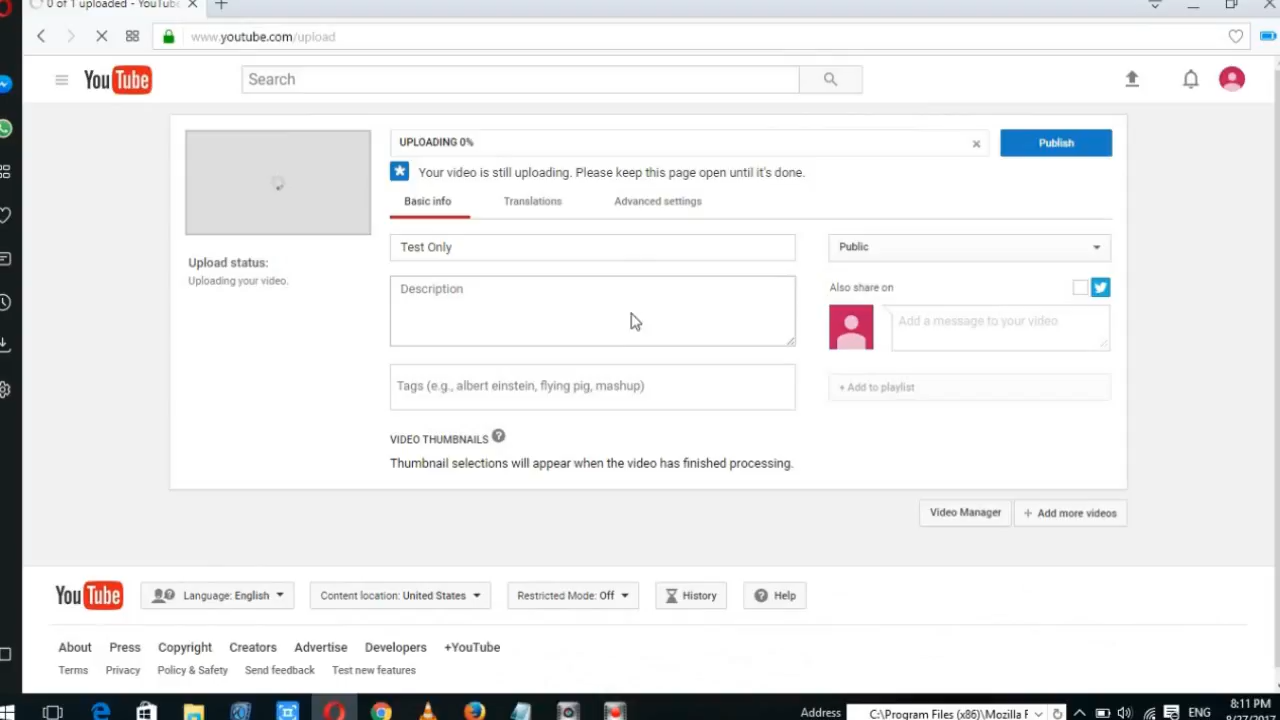 0 of 1 uploaded - YouTube
www.youtube.com/upload
YouTube
Search
UPLOADING 0%
Publish
Your video is still uploading. Please keep this page open until it's done.
Basic info
Translations
Advanced settings
Test Only
Public
Upload status:
Uploading your video.
Description
Also share on
Add a message to your video
Tags (e.g., albert einstein, flying pig, mashup)
+ Add to playlist
VIDEO THUMBNAILS ?
Thumbnail selections will appear when the video has finished processing.
Video Manager
+ Add more videos
YouTube
Language: English
Content location: United States
Restricted Mode: Off
History
Help
About Press Copyright Creators Advertise Developers +YouTube
Terms Privacy Policy & Safety Send feedback Test new features
8:11 PM
Address
C:\Program Files (x86)\Mozilla F
ENG